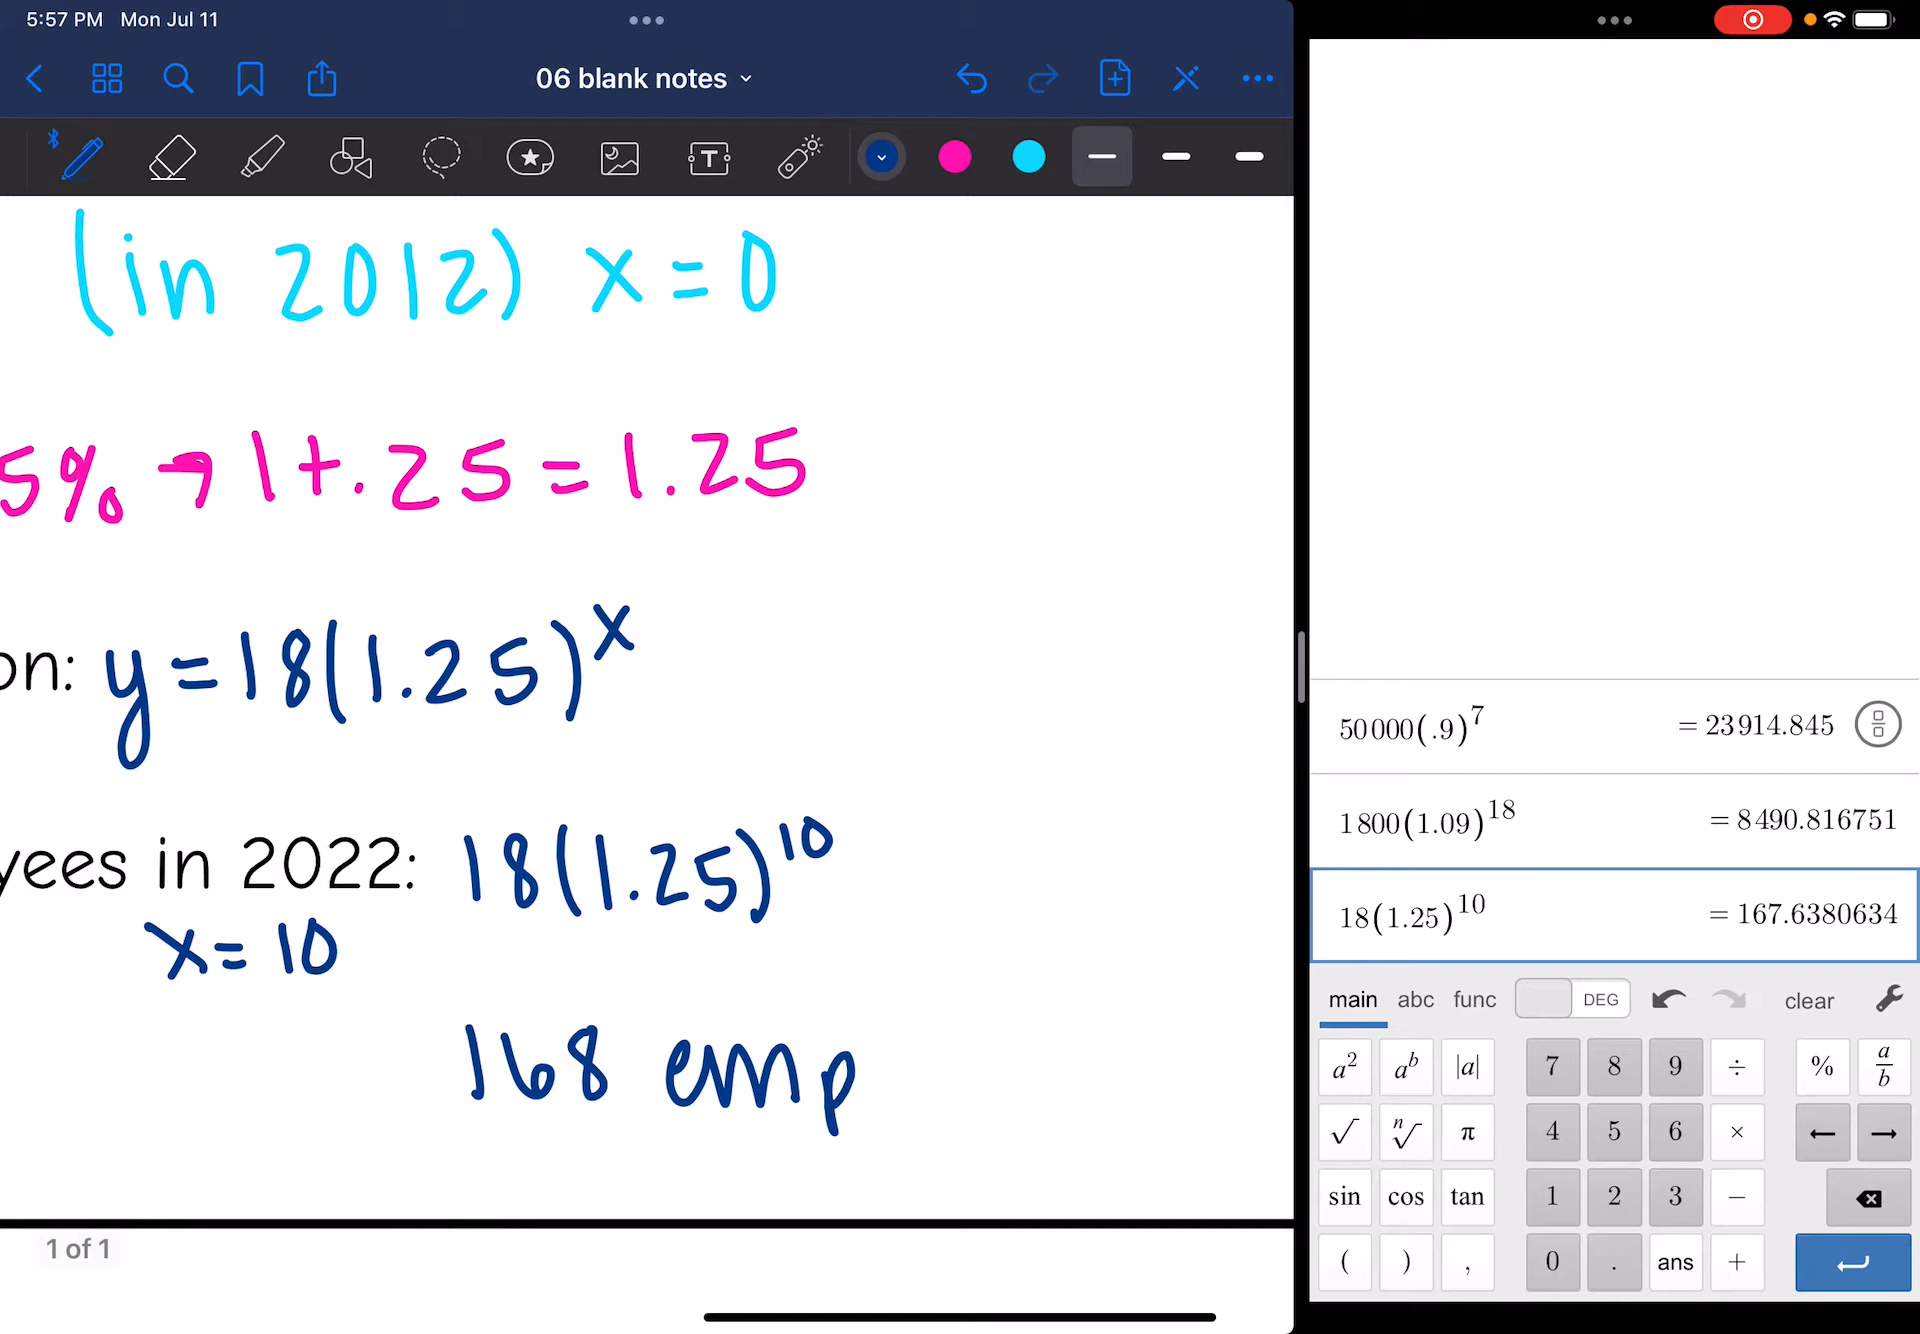 5:57 PM Mon Jul 11
06 blank notes
(in 2012) x = 0
5% → 1 + .25 = 1.25
on: y = 18(1.25)^x
yees in 2022: 18(1.25)^10
x = 10
168 emp
1 of 1
50000(.9)^7 = 23914.845
1800(1.09)^18 = 8490.816751
18(1.25)^10 = 167.6380634
main abc func DEG clear
a² a^b |a| 7 8 9 ÷ % a/b
√ ⁿ√ π 4 5 6 × ← →
sin cos tan 1 2 3 −
( ) , 0 . ans +